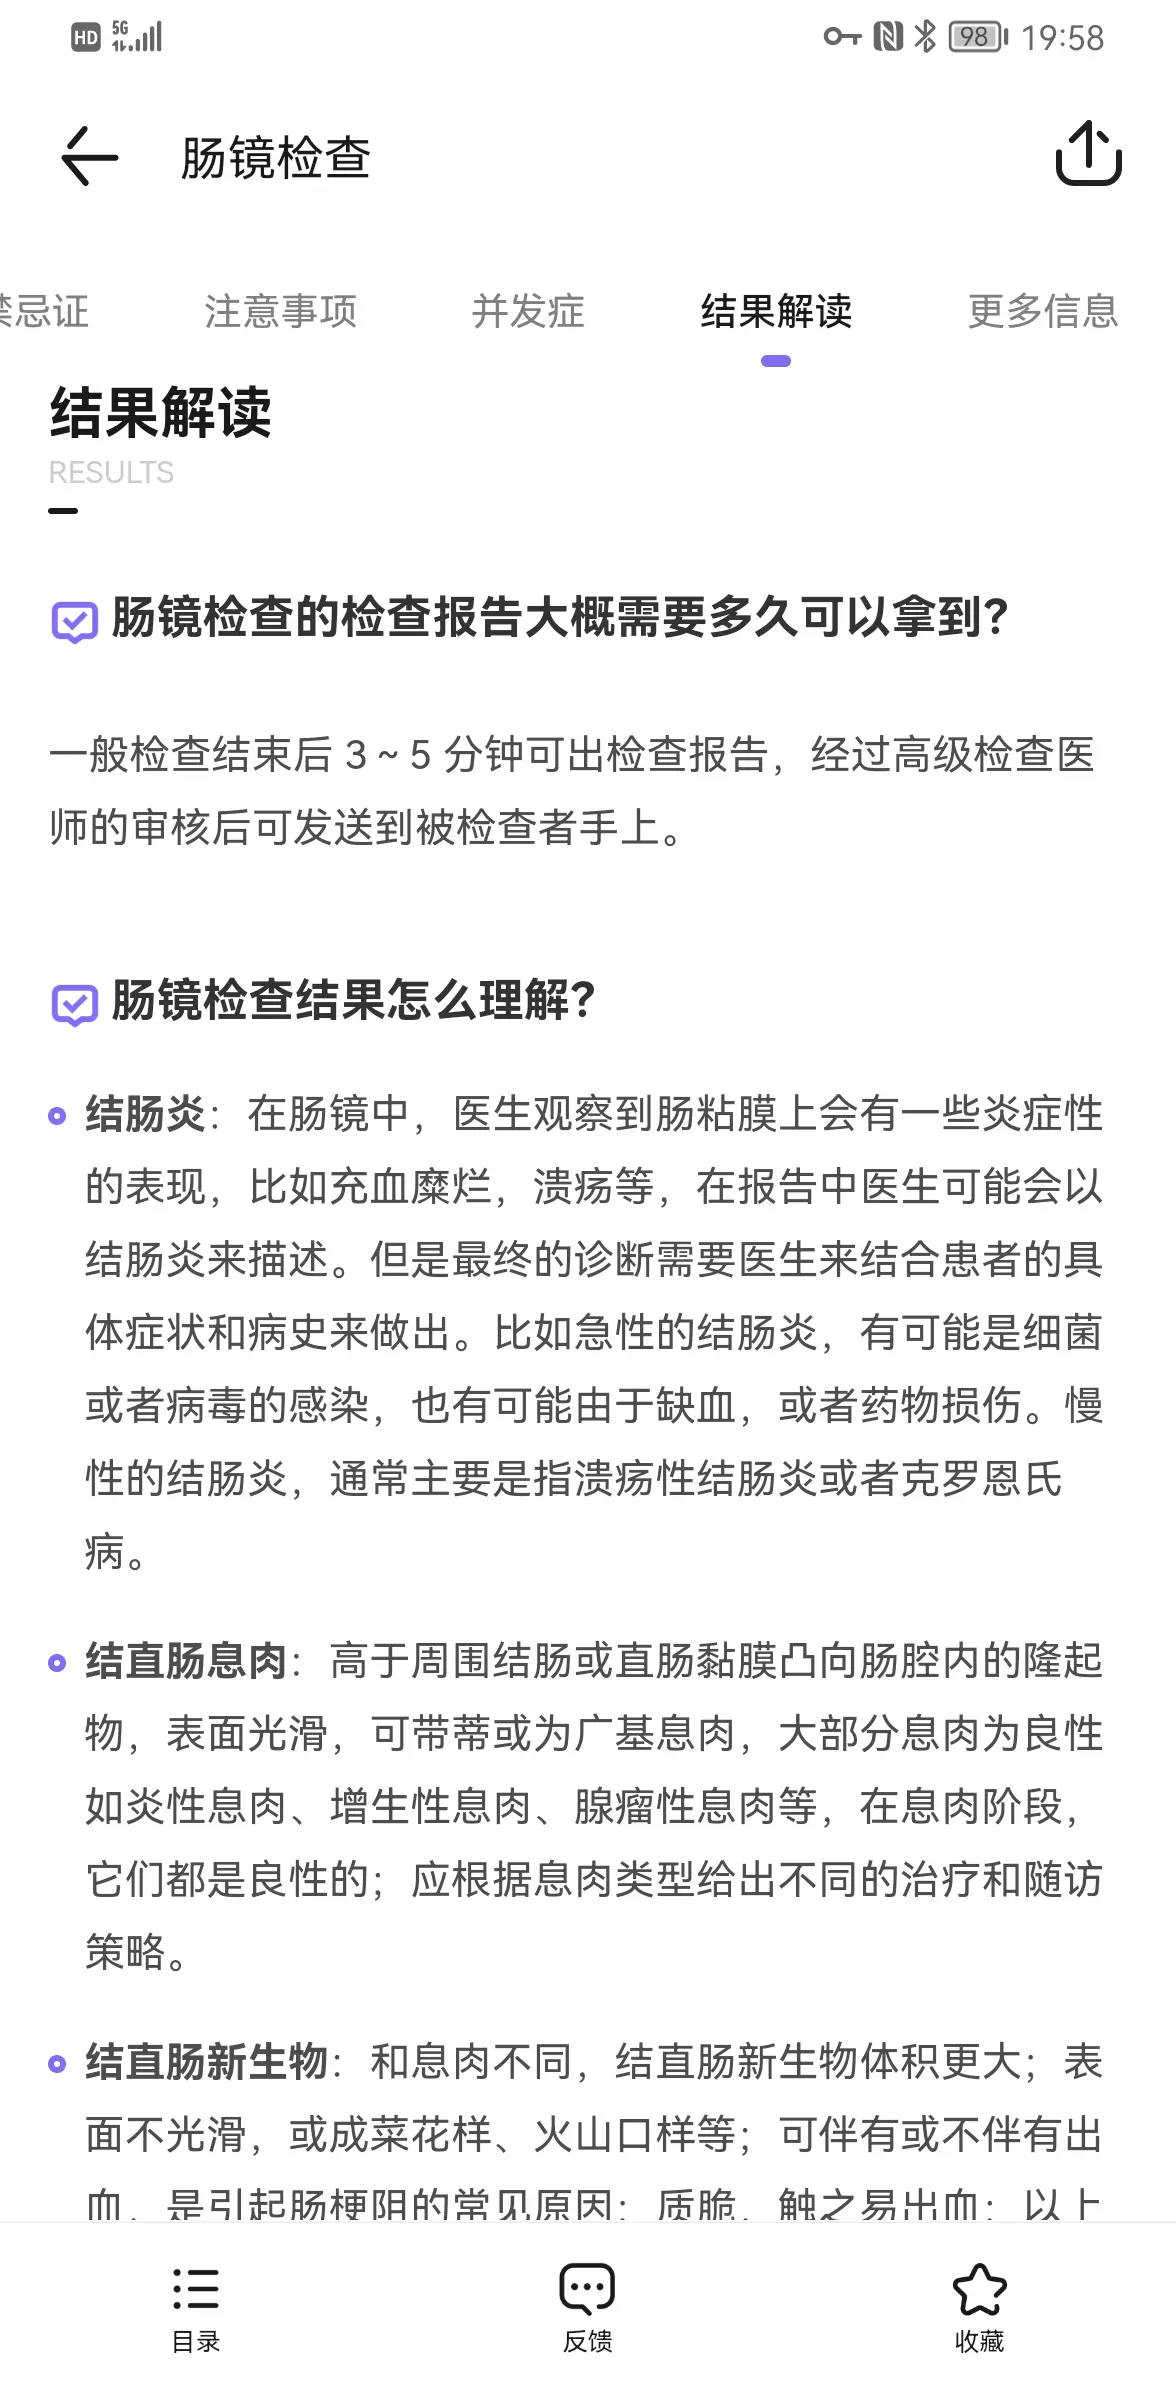 HD 5G 98 19:58
肠镜检查
禁忌证 注意事项 并发症 结果解读 更多信息
结果解读
RESULTS
肠镜检查的检查报告大概需要多久可以拿到？
一般检查结束后 3 ~ 5 分钟可出检查报告，经过高级检查医
师的审核后可发送到被检查者手上。
肠镜检查结果怎么理解？
结肠炎：在肠镜中，医生观察到肠粘膜上会有一些炎症性
的表现，比如充血糜烂，溃疡等，在报告中医生可能会以
结肠炎来描述。但是最终的诊断需要医生来结合患者的具
体症状和病史来做出。比如急性的结肠炎，有可能是细菌
或者病毒的感染，也有可能由于缺血，或者药物损伤。慢
性的结肠炎，通常主要是指溃疡性结肠炎或者克罗恩氏
病。
结直肠息肉：高于周围结肠或直肠黏膜凸向肠腔内的隆起
物，表面光滑，可带蒂或为广基息肉，大部分息肉为良性
如炎性息肉、增生性息肉、腺瘤性息肉等，在息肉阶段，
它们都是良性的；应根据息肉类型给出不同的治疗和随访
策略。
结直肠新生物：和息肉不同，结直肠新生物体积更大；表
面不光滑，或成菜花样、火山口样等；可伴有或不伴有出
血，是引起肠梗阻的常见原因；质脆，触之易出血；以上
目录 反馈 收藏